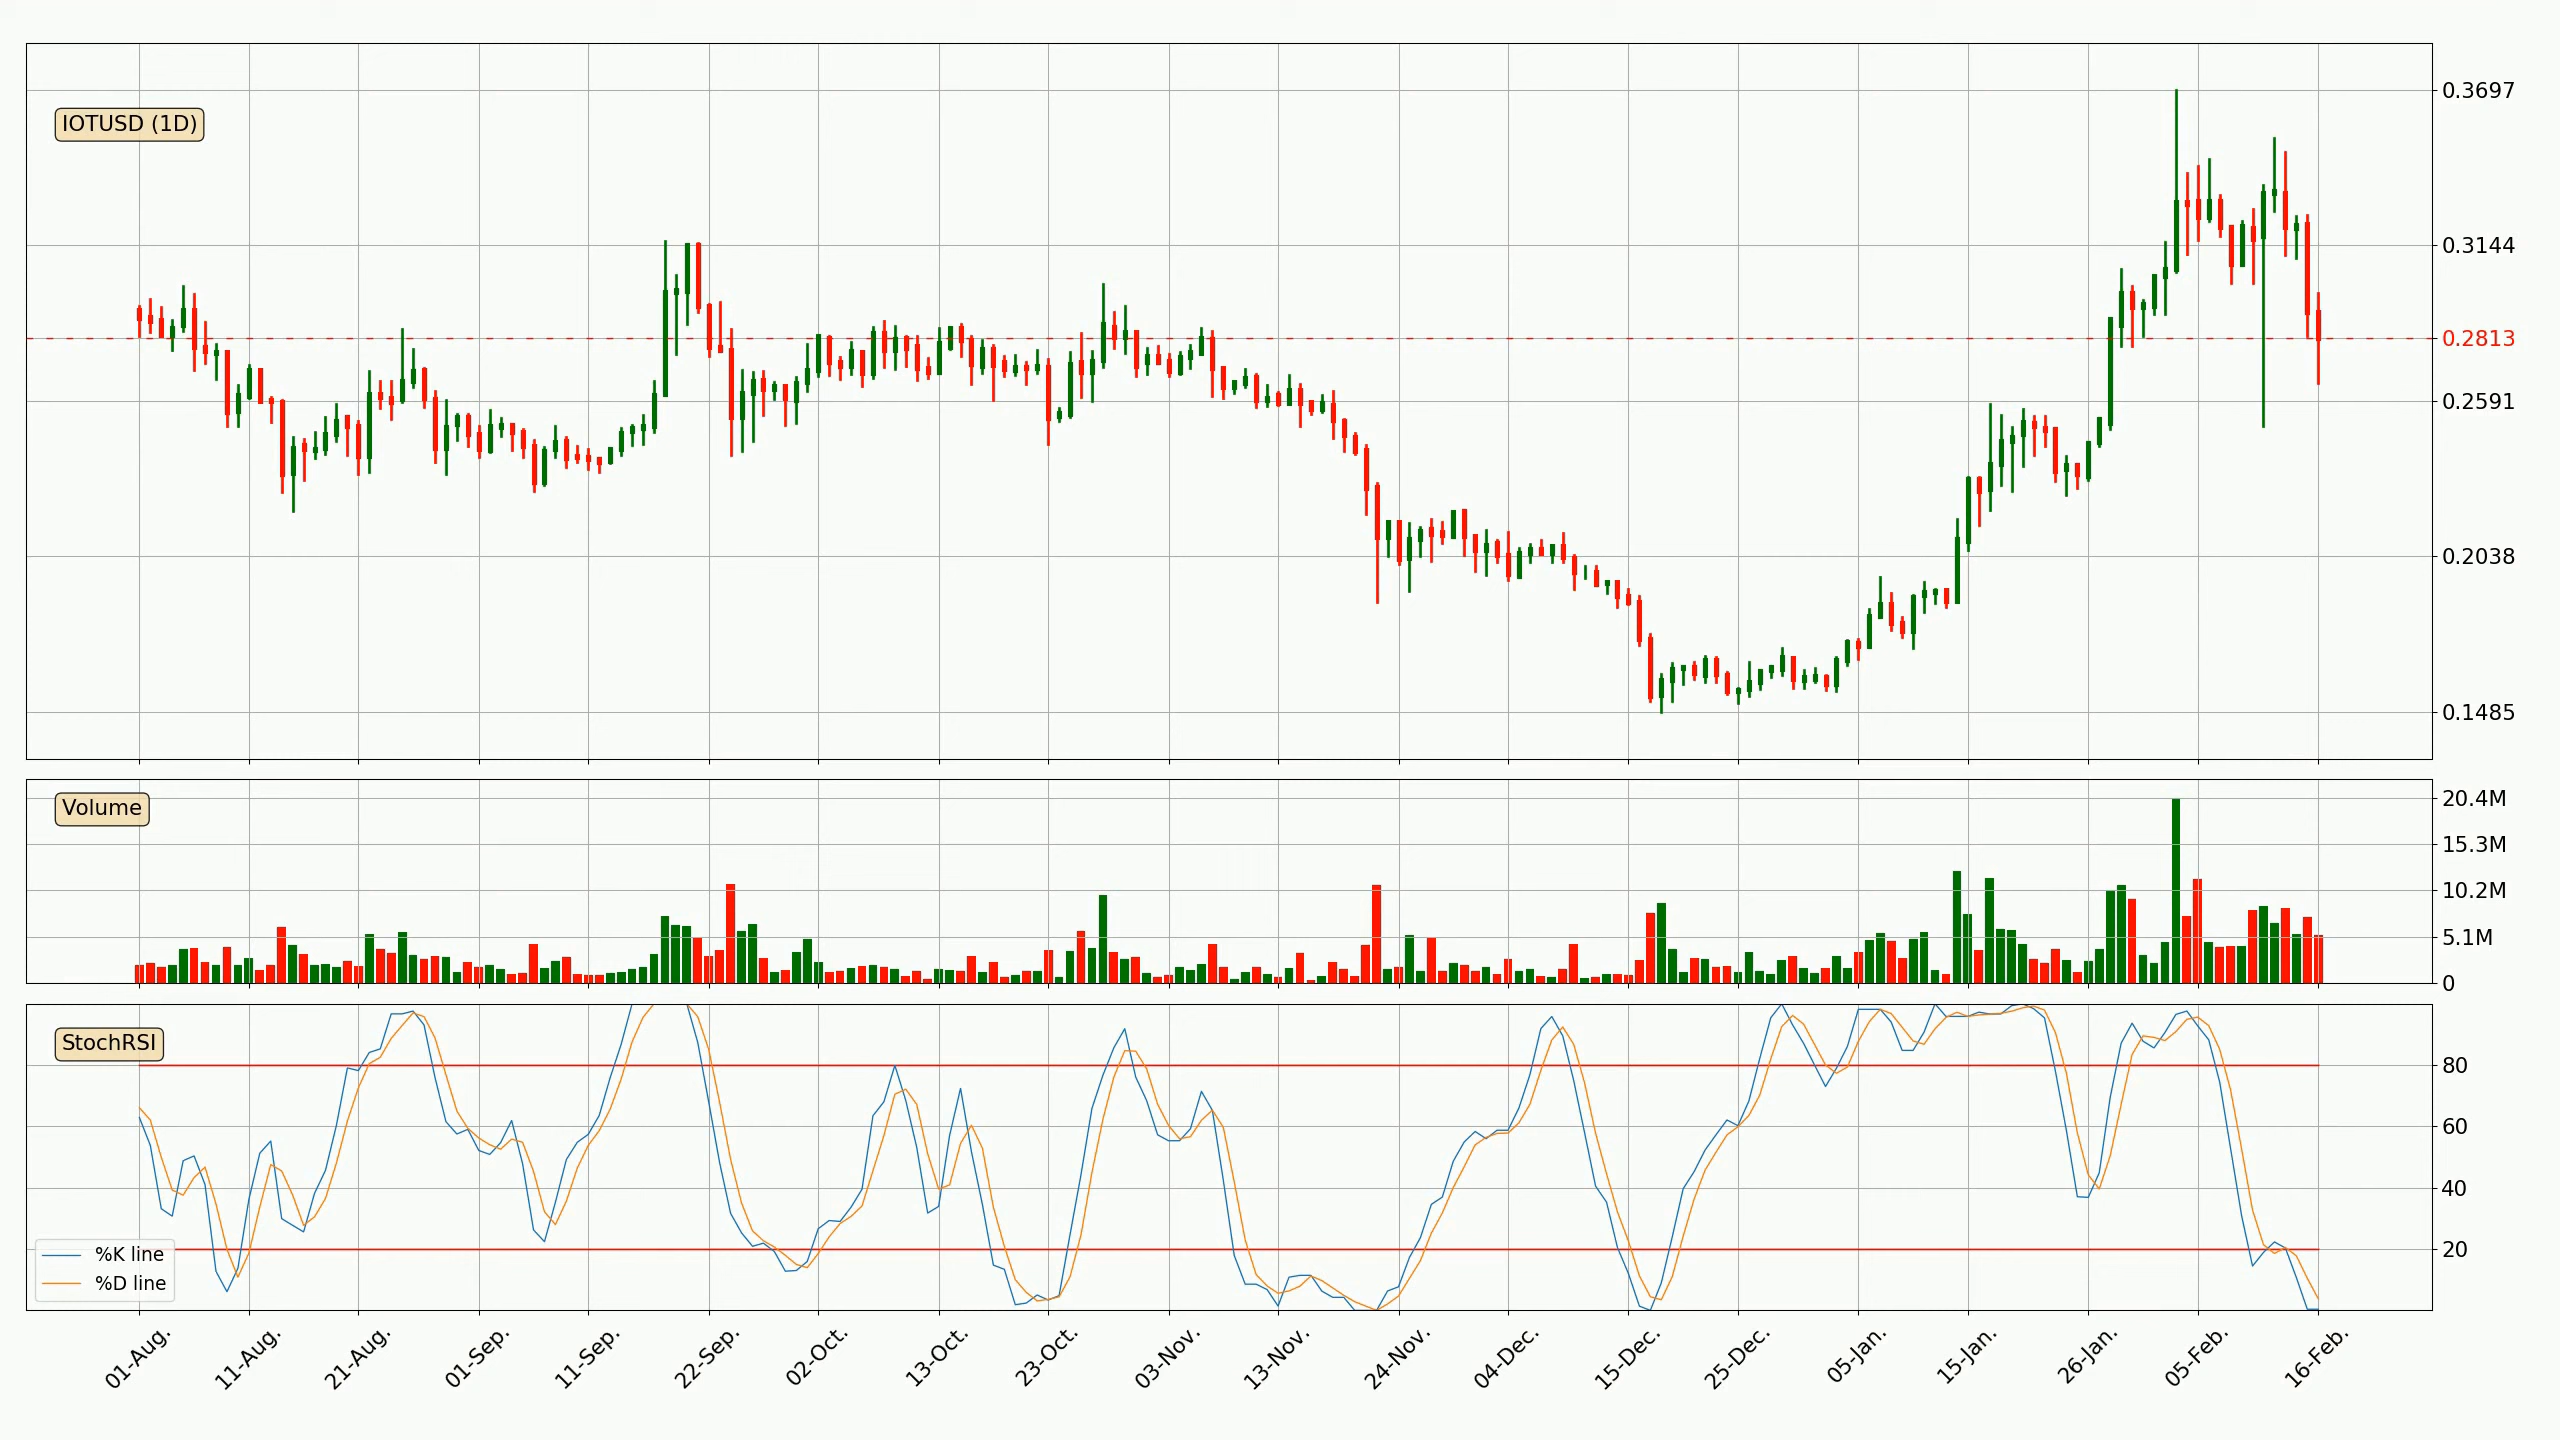 IOTUSD (1D)
0.3697
0.3144
0.2813
0.2591
0.2038
0.1485
Volume
20.4M
15.3M
10.2M
5.1M
0
StochRSI
80
60
40
20
%K line
%D line
01-Aug.
11-Aug.
21-Aug.
01-Sep.
11-Sep.
22-Sep.
02-Oct.
13-Oct.
23-Oct.
03-Nov.
13-Nov.
24-Nov.
04-Dec.
15-Dec.
25-Dec.
05-Jan.
15-Jan.
26-Jan.
05-Feb.
16-Feb.